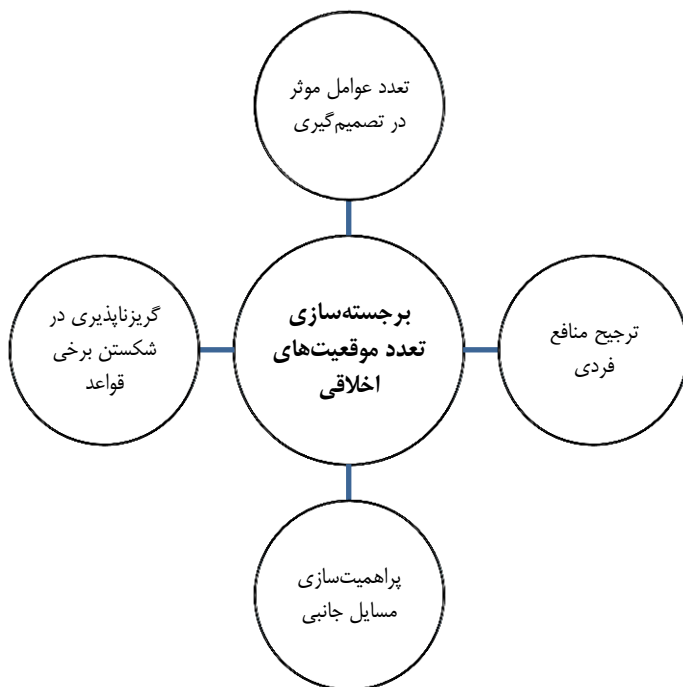 تعدد عوامل موثر
در تصمیم‌گیری
برجسته‌سازی
تعدد موقعیت‌های
اخلاقی
ترجیح منافع
فردی
گریزناپذیری در
شکستن برخی
قواعد
پراهمیت‌سازی
مسایل جانبی